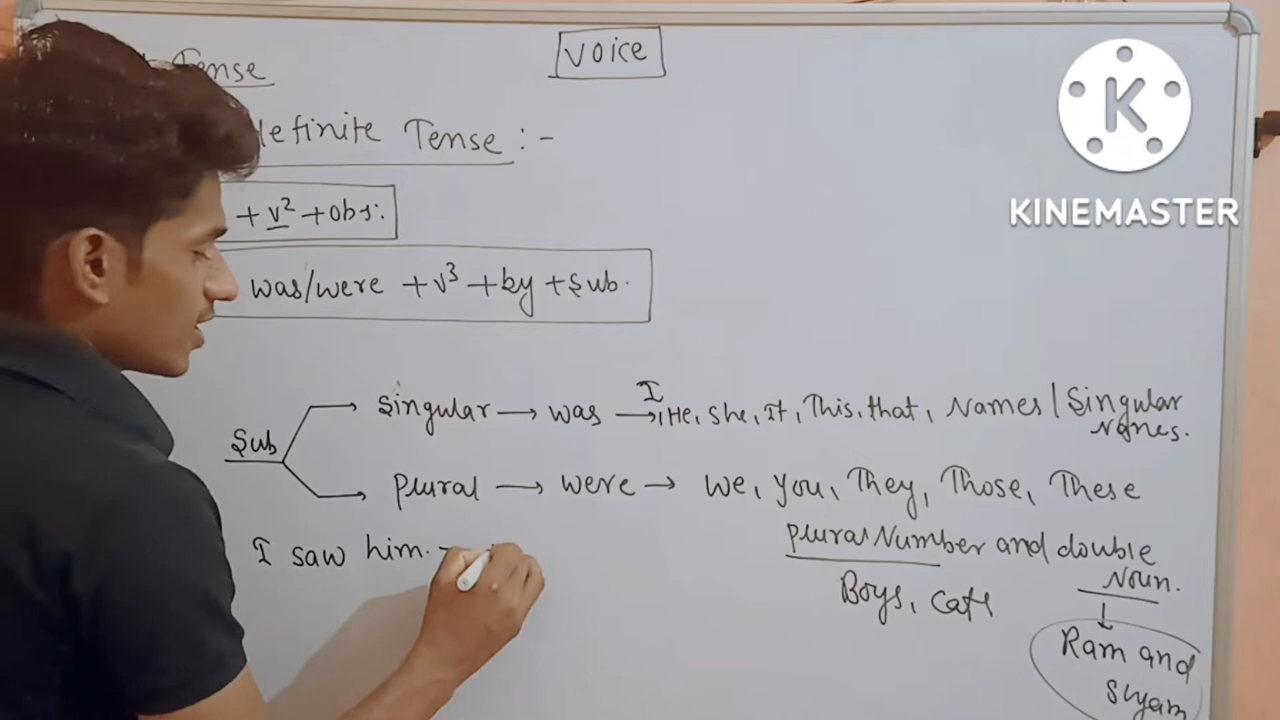 Voice
Tense
definite Tense :-
+ V² + Obj.
was/were + V³ + by + Sub.
Sub
Singular → was → I, He, She, It, This, that, Names / Singular
Names.
Plural → were → We, You, They, Those, These
Plural Number and double
Noun.
Boys, Cats
Ram and
Shyam
I saw him.
K
KINEMASTER